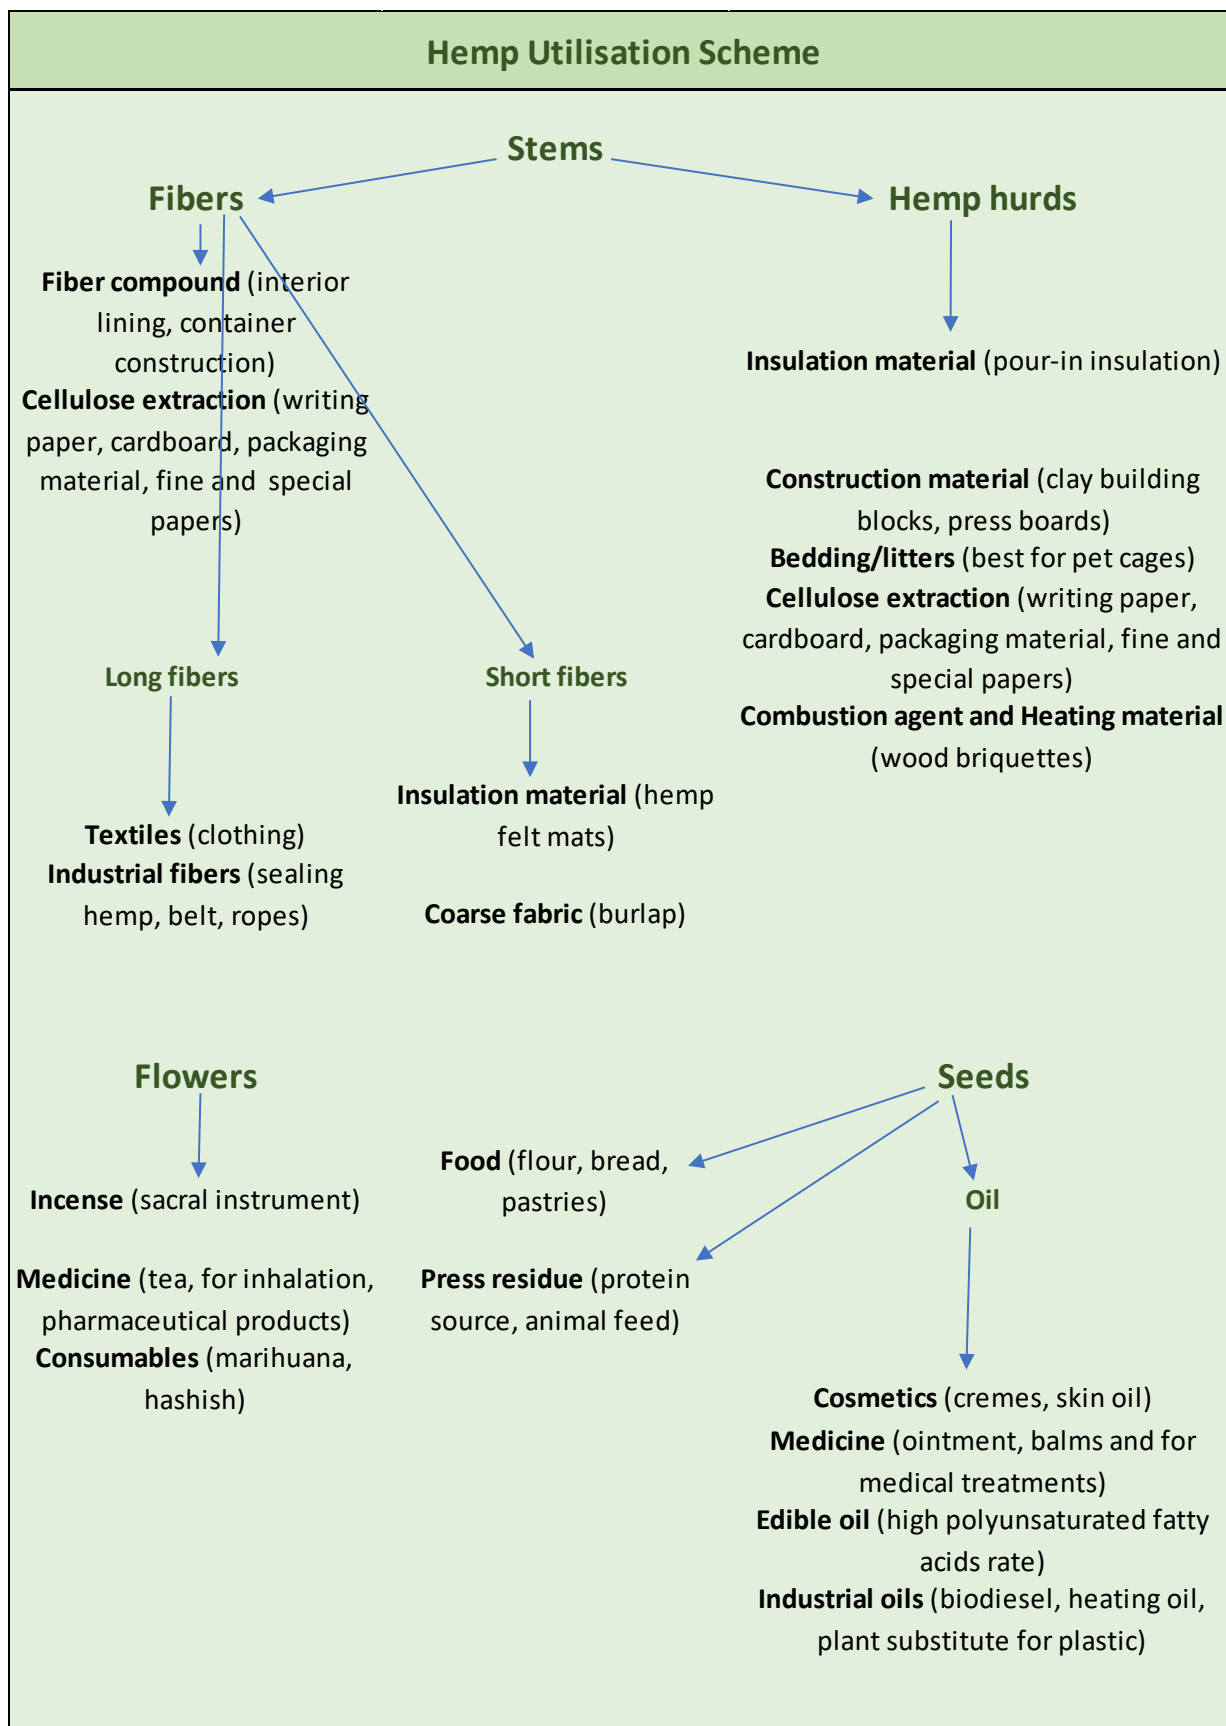 Hemp Utilisation Scheme
Stems
Fibers
Hemp hurds
Fiber compound (interior
lining, container
construction)
Cellulose extraction (writing
paper, cardboard, packaging
material, fine and special
papers)
Insulation material (pour-in insulation)
Construction material (clay building
blocks, press boards)
Bedding/litters (best for pet cages)
Cellulose extraction (writing paper,
cardboard, packaging material, fine and
special papers)
Combustion agent and Heating material
(wood briquettes)
Long fibers
Short fibers
Textiles (clothing)
Industrial fibers (sealing
hemp, belt, ropes)
Insulation material (hemp
felt mats)
Coarse fabric (burlap)
Flowers
Incense (sacral instrument)
Medicine (tea, for inhalation,
pharmaceutical products)
Consumables (marihuana,
hashish)
Seeds
Food (flour, bread,
pastries)
Press residue (protein
source, animal feed)
Oil
Cosmetics (cremes, skin oil)
Medicine (ointment, balms and for
medical treatments)
Edible oil (high polyunsaturated fatty
acids rate)
Industrial oils (biodiesel, heating oil,
plant substitute for plastic)